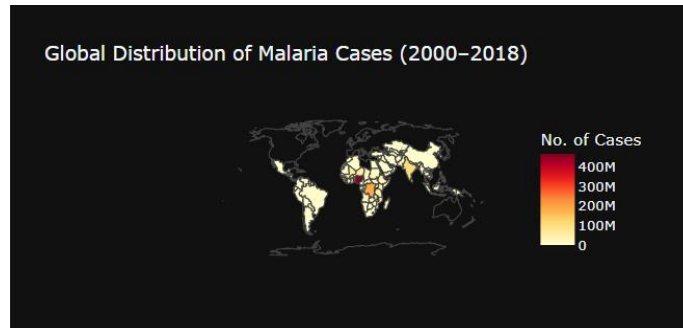 Global Distribution of Malaria Cases (2000–2018)
No. of Cases
400M
300M
200M
100M
0